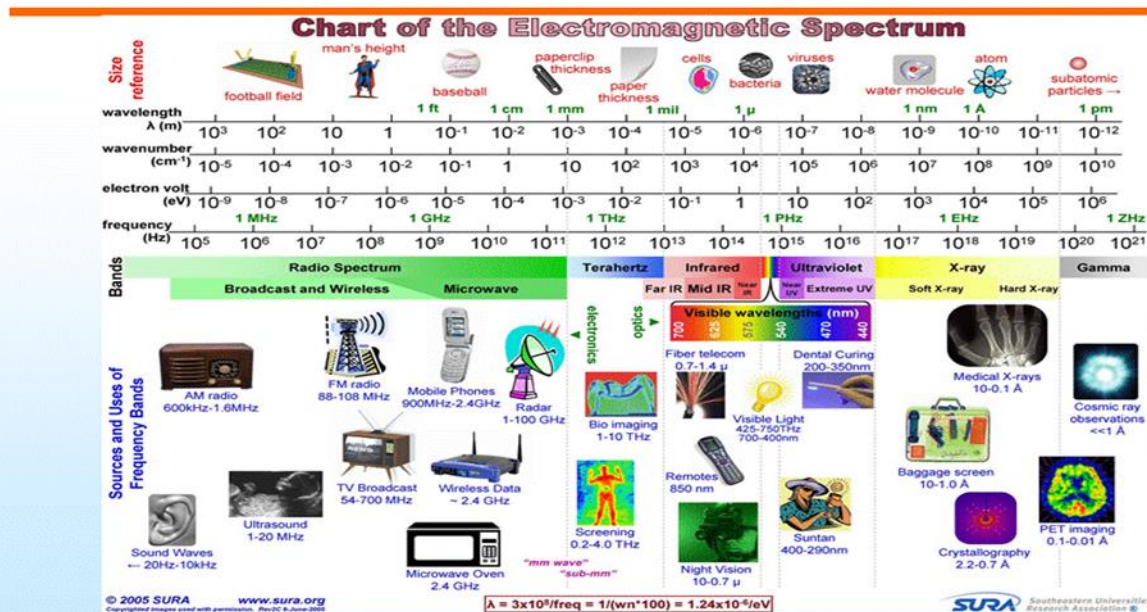 Chart of the Electromagnetic Spectrum
Size reference
football field
man's height
baseball
paperclip thickness
paper thickness
cells
bacteria
viruses
water molecule
atom
subatomic particles →
wavelength λ (m)
1 ft 1 cm 1 mm 1 mil 1 μ 1 nm 1 Å 1 pm
10³ 10² 10 1 10⁻¹ 10⁻² 10⁻³ 10⁻⁴ 10⁻⁵ 10⁻⁶ 10⁻⁷ 10⁻⁸ 10⁻⁹ 10⁻¹⁰ 10⁻¹¹ 10⁻¹²
wavenumber (cm⁻¹)
10⁻⁵ 10⁻⁴ 10⁻³ 10⁻² 10⁻¹ 1 10 10² 10³ 10⁴ 10⁵ 10⁶ 10⁷ 10⁸ 10⁹ 10¹⁰
electron volt (eV)
10⁻⁹ 10⁻⁸ 10⁻⁷ 10⁻⁶ 10⁻⁵ 10⁻⁴ 10⁻³ 10⁻² 10⁻¹ 1 10 10² 10³ 10⁴ 10⁵ 10⁶
frequency (Hz)
1 MHz 1 GHz 1 THz 1 PHz 1 EHz 1 ZHz
10⁵ 10⁶ 10⁷ 10⁸ 10⁹ 10¹⁰ 10¹¹ 10¹² 10¹³ 10¹⁴ 10¹⁵ 10¹⁶ 10¹⁷ 10¹⁸ 10¹⁹ 10²⁰ 10²¹
Bands
Radio Spectrum Terahertz Infrared Ultraviolet X-ray Gamma
Broadcast and Wireless Microwave Far IR Mid IR Near IR Near UV Extreme UV Soft X-ray Hard X-ray
electronics
optics
Visible wavelengths (nm)
700 625 575 540 470 440
Sources and Uses of Frequency Bands
AM radio
600kHz-1.6MHz
FM radio
88-108 MHz
Mobile Phones
900MHz-2.4GHz
Radar
1-100 GHz
Bio imaging
1-10 THz
Fiber telecom
0.7-1.4 μ
Visible Light
425-750THz
700-400nm
Dental Curing
200-350nm
Medical X-rays
10-0.1 Å
Cosmic ray observations
<<1 Å
Sound Waves
← 20Hz-10kHz
Ultrasound
1-20 MHz
TV Broadcast
54-700 MHz
Wireless Data
~ 2.4 GHz
Microwave Oven
2.4 GHz
"mm wave"
"sub-mm"
Screening
0.2-4.0 THz
Remotes
850 nm
Night Vision
10-0.7 μ
Suntan
400-290nm
Baggage screen
10-1.0 Å
Crystallography
2.2-0.7 Å
PET imaging
0.1-0.01 Å
© 2005 SURA www.sura.org
Copyrighted images used with permission. Rev2C 6-June-2005
λ = 3x10⁸/freq = 1/(wn*100) = 1.24x10⁻⁶/eV
SURA Southeastern Universities Research Association